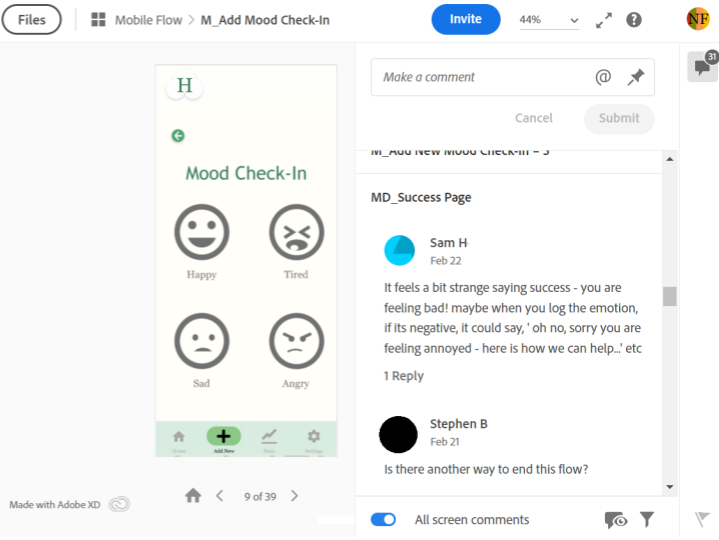 Files
Mobile Flow > M_Add Mood Check-In
Invite
44%
?
NF
31
Make a comment
@
Cancel
Submit
M_Add New Mood Check-In – 3
MD_Success Page
Sam H
Feb 22
It feels a bit strange saying success - you are
feeling bad! maybe when you log the emotion,
if its negative, it could say, ' oh no, sorry you are
feeling annoyed - here is how we can help...' etc
1 Reply
Stephen B
Feb 21
Is there another way to end this flow?
All screen comments
H
Mood Check-In
Happy
Tired
Sad
Angry
Add New
Settings
9 of 39
Made with Adobe XD